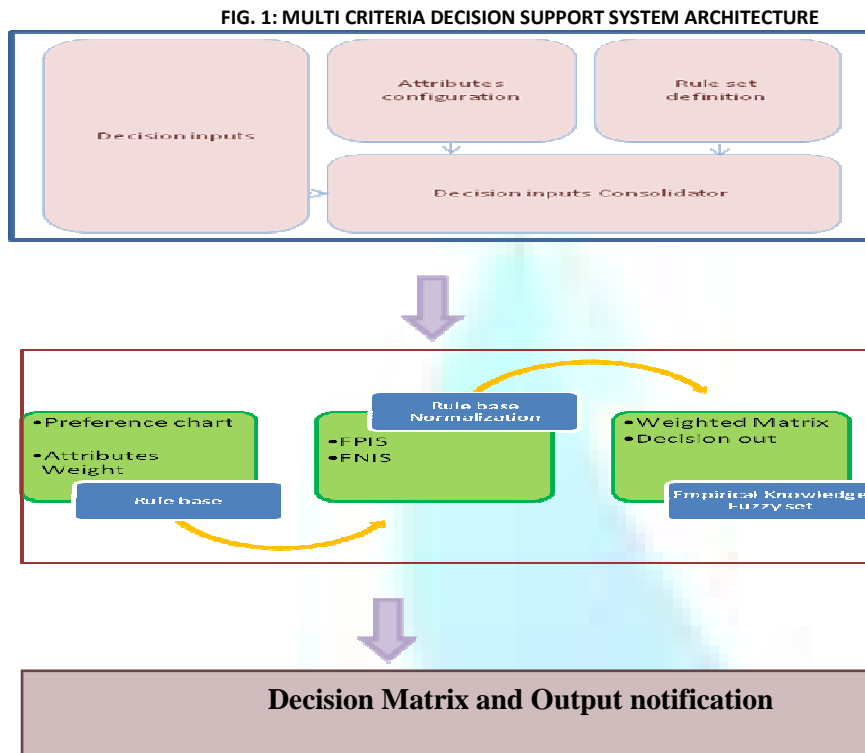 FIG. 1: MULTI CRITERIA DECISION SUPPORT SYSTEM ARCHITECTURE
Decision inputs
Attributes
configuration
Rule set
definition
Decision inputs Consolidator
•Preference chart
•Attributes
Weight
Rule base
Rule base
Normalization
•FPIS
•FNIS
•Weighted Matrix
•Decision out
Empirical Knowledge
Fuzzy set
Decision Matrix and Output notification